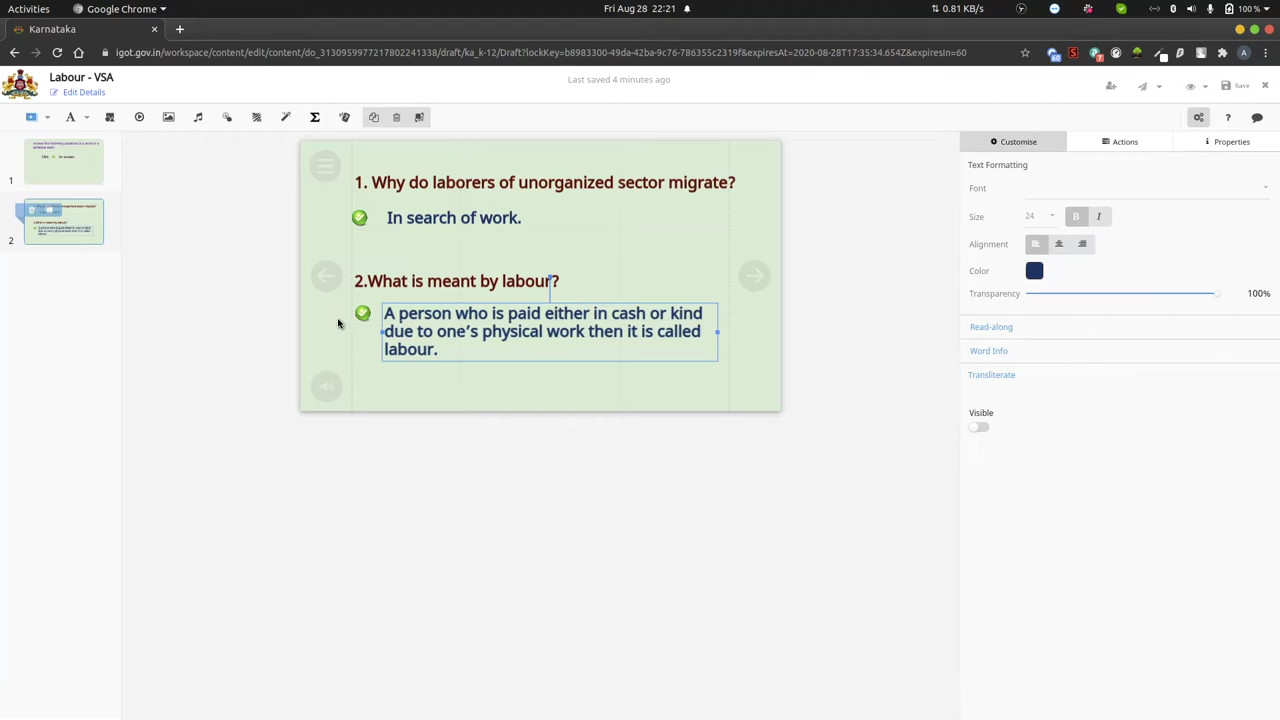 Activities
Google Chrome
Fri Aug 28 22:21
0.81 KB/s
100 %
Karnataka
igot.gov.in/workspace/content/edit/content/do_3130959977217802241338/draft/ka_k-12/Draft?lockKey=b8983300-49da-42ba-9c76-786355c2319f&expiresAt=2020-08-28T17:35:34.654Z&expiresIn=60
Labour - VSA
Edit Details
Last saved 4 minutes ago
Save
1
2
1. Why do laborers of unorganized sector migrate?
In search of work.
2.What is meant by labour?
A person who is paid either in cash or kind
due to one’s physical work then it is called
labour.
Customise
Actions
Properties
Text Formatting
Font
Size
24
B
I
Alignment
Color
Transparency
100%
Read-along
Word Info
Transliterate
Visible